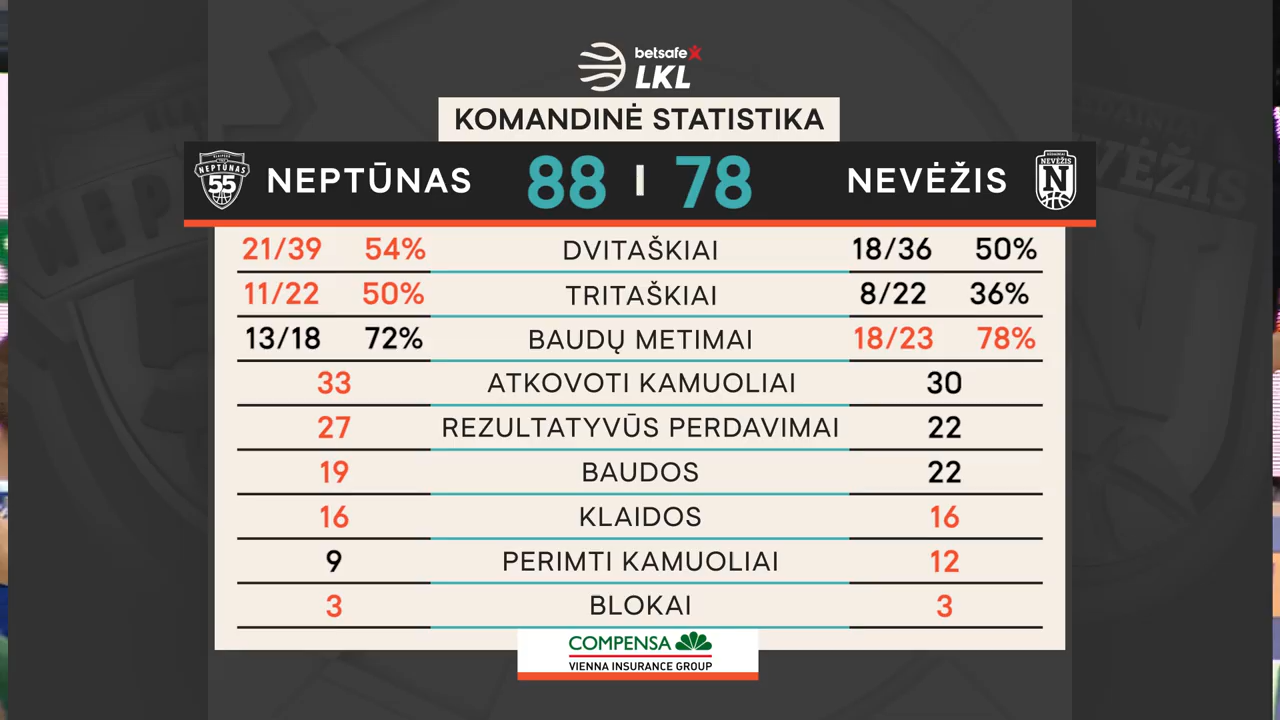 betsafe
LKL
KOMANDINĖ STATISTIKA
NEPTŪNAS 55 NEPTŪNAS 88 78 NEVĖŽIS NEVĖŽIS N
21/39 54% DVITAŠKIAI 18/36 50%
11/22 50% TRITAŠKIAI 8/22 36%
13/18 72% BAUDŲ METIMAI 18/23 78%
33 ATKOVOTI KAMUOLIAI 30
27 REZULTATYVŪS PERDAVIMAI 22
19 BAUDOS 22
16 KLAIDOS 16
9 PERIMTI KAMUOLIAI 12
3 BLOKAI 3
COMPENSA
VIENNA INSURANCE GROUP